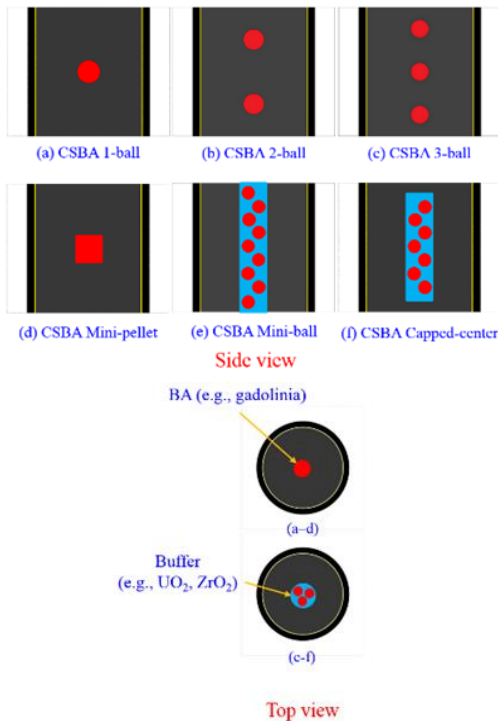 (a) CSBA 1-ball
(b) CSBA 2-ball
(c) CSBA 3-ball
(d) CSBA Mini-pellet
(e) CSBA Mini-ball
(f) CSBA Capped-center
Side view
BA (e.g., gadolinia)
(a–d)
Buffer
(e.g., UO₂, ZrO₂)
(e-f)
Top view